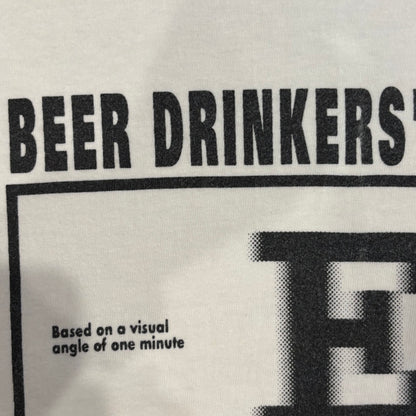 BEER DRINKERS'
E
Based on a visual
angle of one minute